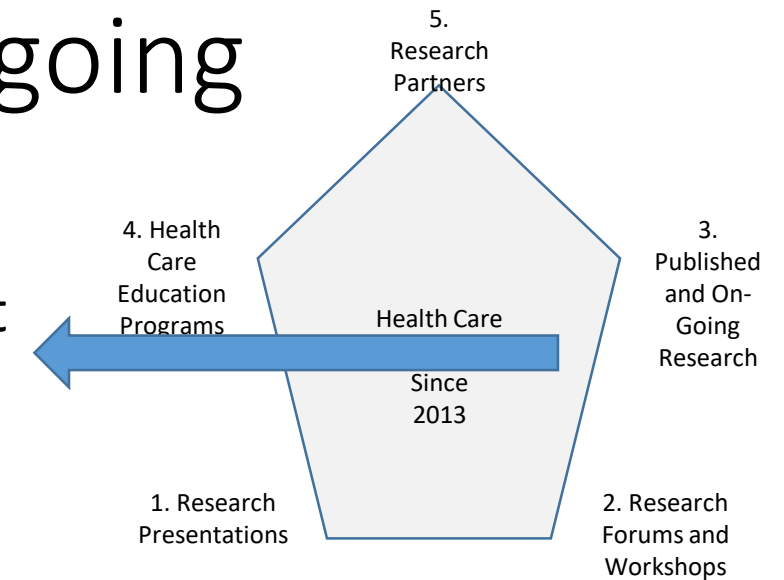 going
5.
Research
Partners
4. Health
Care
Education
Programs
3.
Published
and On-
Going
Research
t
Health Care
Since
2013
1. Research
Presentations
2. Research
Forums and
Workshops